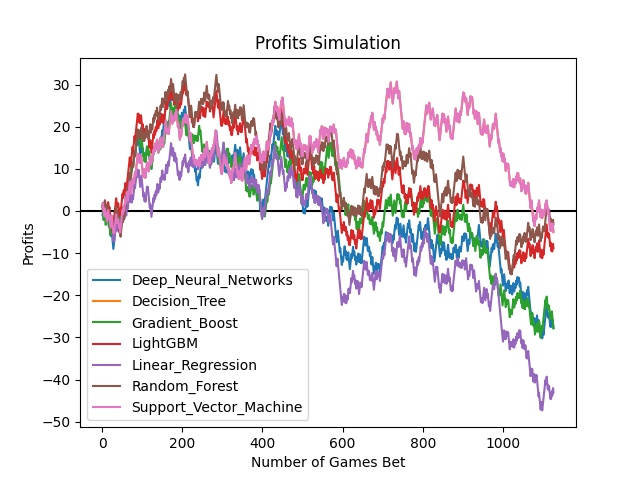 Profits Simulation
Profits
30
20
10
0
−10
−20
−30
−40
−50
Deep_Neural_Networks
Decision_Tree
Gradient_Boost
LightGBM
Linear_Regression
Random_Forest
Support_Vector_Machine
0 200 400 600 800 1000
Number of Games Bet